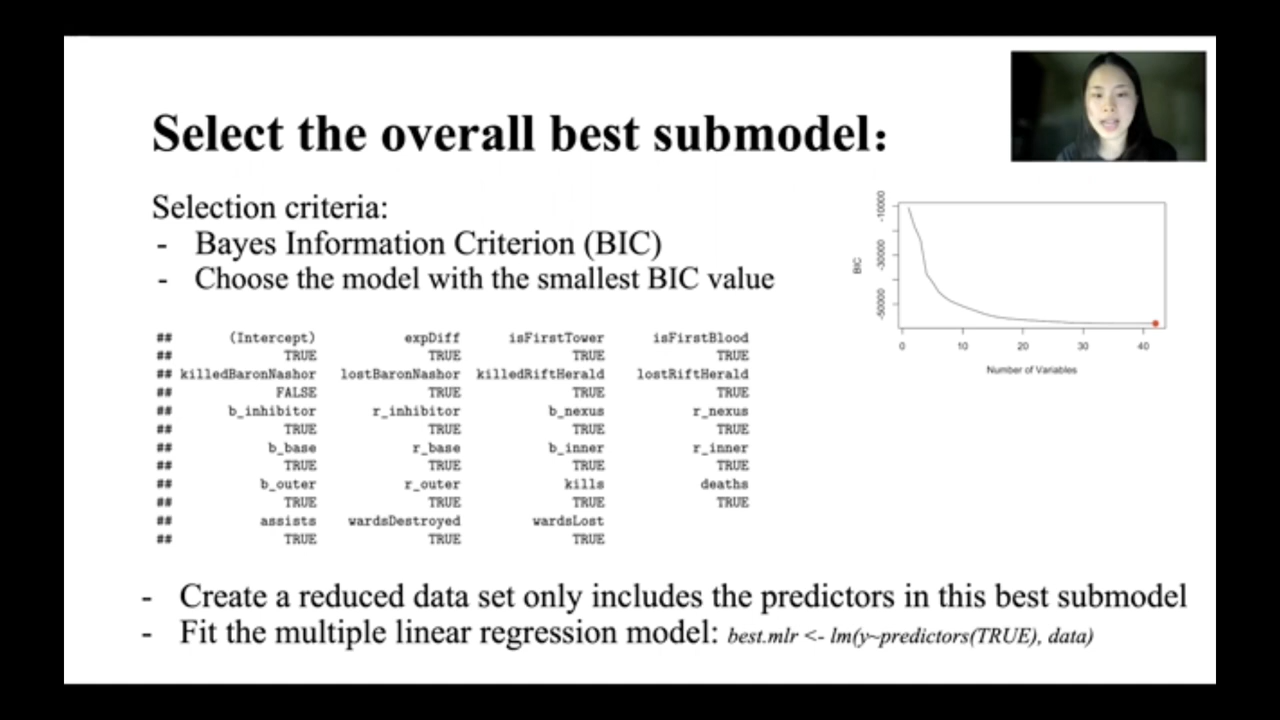 Select the overall best submodel:
Selection criteria:
- Bayes Information Criterion (BIC)
- Choose the model with the smallest BIC value
## (Intercept) expDiff isFirstTower isFirstBlood
## TRUE TRUE TRUE TRUE
## killedBaronNashor lostBaronNashor killedRiftHerald lostRiftHerald
## FALSE TRUE TRUE TRUE
## b_inhibitor r_inhibitor b_nexus r_nexus
## TRUE TRUE TRUE TRUE
## b_base r_base b_inner r_inner
## TRUE TRUE TRUE TRUE
## b_outer r_outer kills deaths
## TRUE TRUE TRUE TRUE
## assists wardsDestroyed wardsLost
## TRUE TRUE TRUE
BIC
-10000
-30000
-50000
0 10 20 30 40
Number of Variables
- Create a reduced data set only includes the predictors in this best submodel
- Fit the multiple linear regression model: best.mlr <- lm(y~predictors(TRUE), data)